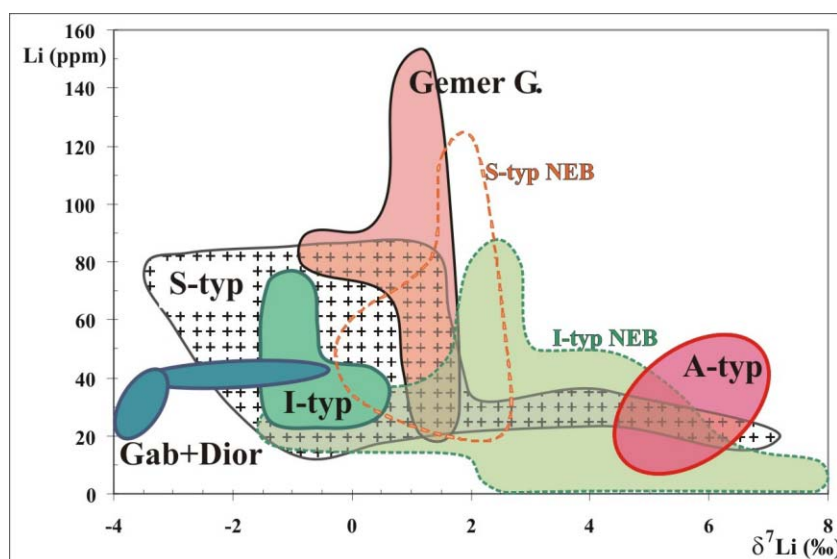 160
Li (ppm)
140
120
100
80
60
40
20
0
-4
-2
0
2
4
6
8
δ⁷Li (‰)
Gemer G.
S-typ NEB
S-typ
I-typ NEB
A-typ
I-typ
Gab+Dior